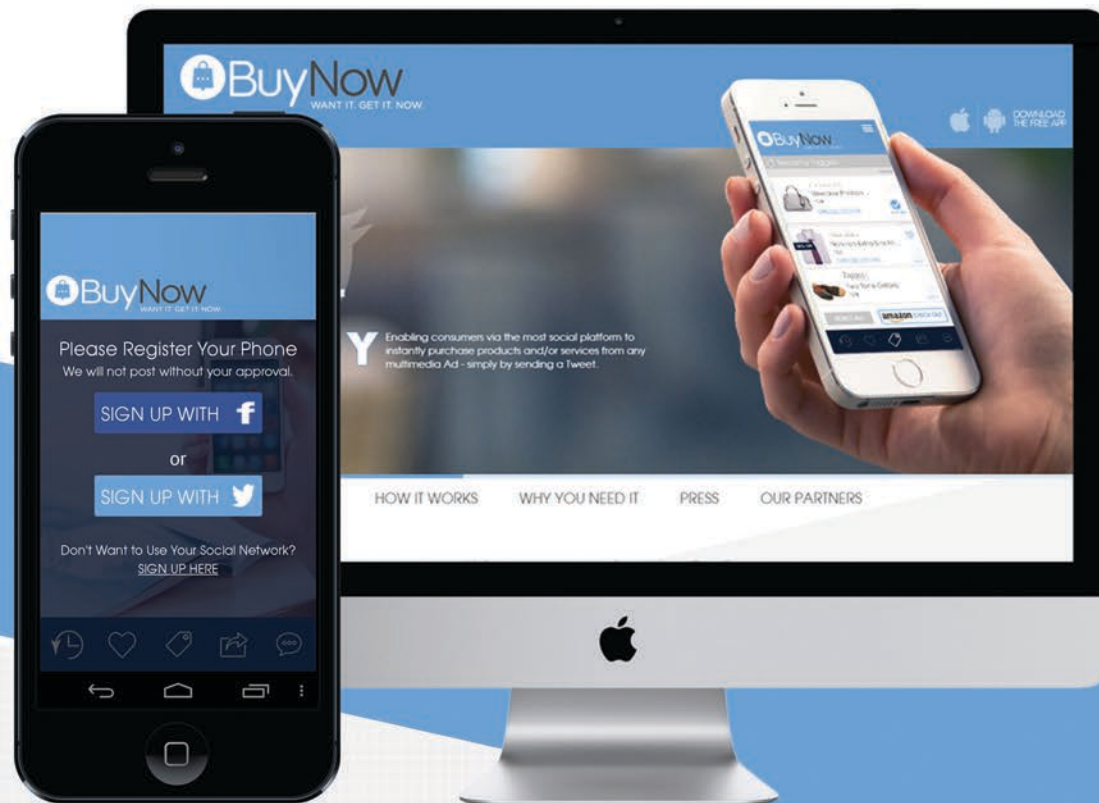 BuyNow
WANT IT. GET IT. NOW.
DOWNLOAD
THE FREE APP
BuyNow
amazon
Y
Enabling consumers via the most social platform to
instantly purchase products and/or services from any
multimedia Ad - simply by sending a Tweet.
HOW IT WORKS
WHY YOU NEED IT
PRESS
OUR PARTNERS
BuyNow
WANT IT. GET IT. NOW.
Please Register Your Phone
We will not post without your approval.
SIGN UP WITH f
or
SIGN UP WITH
Don't Want to Use Your Social Network?
SIGN UP HERE